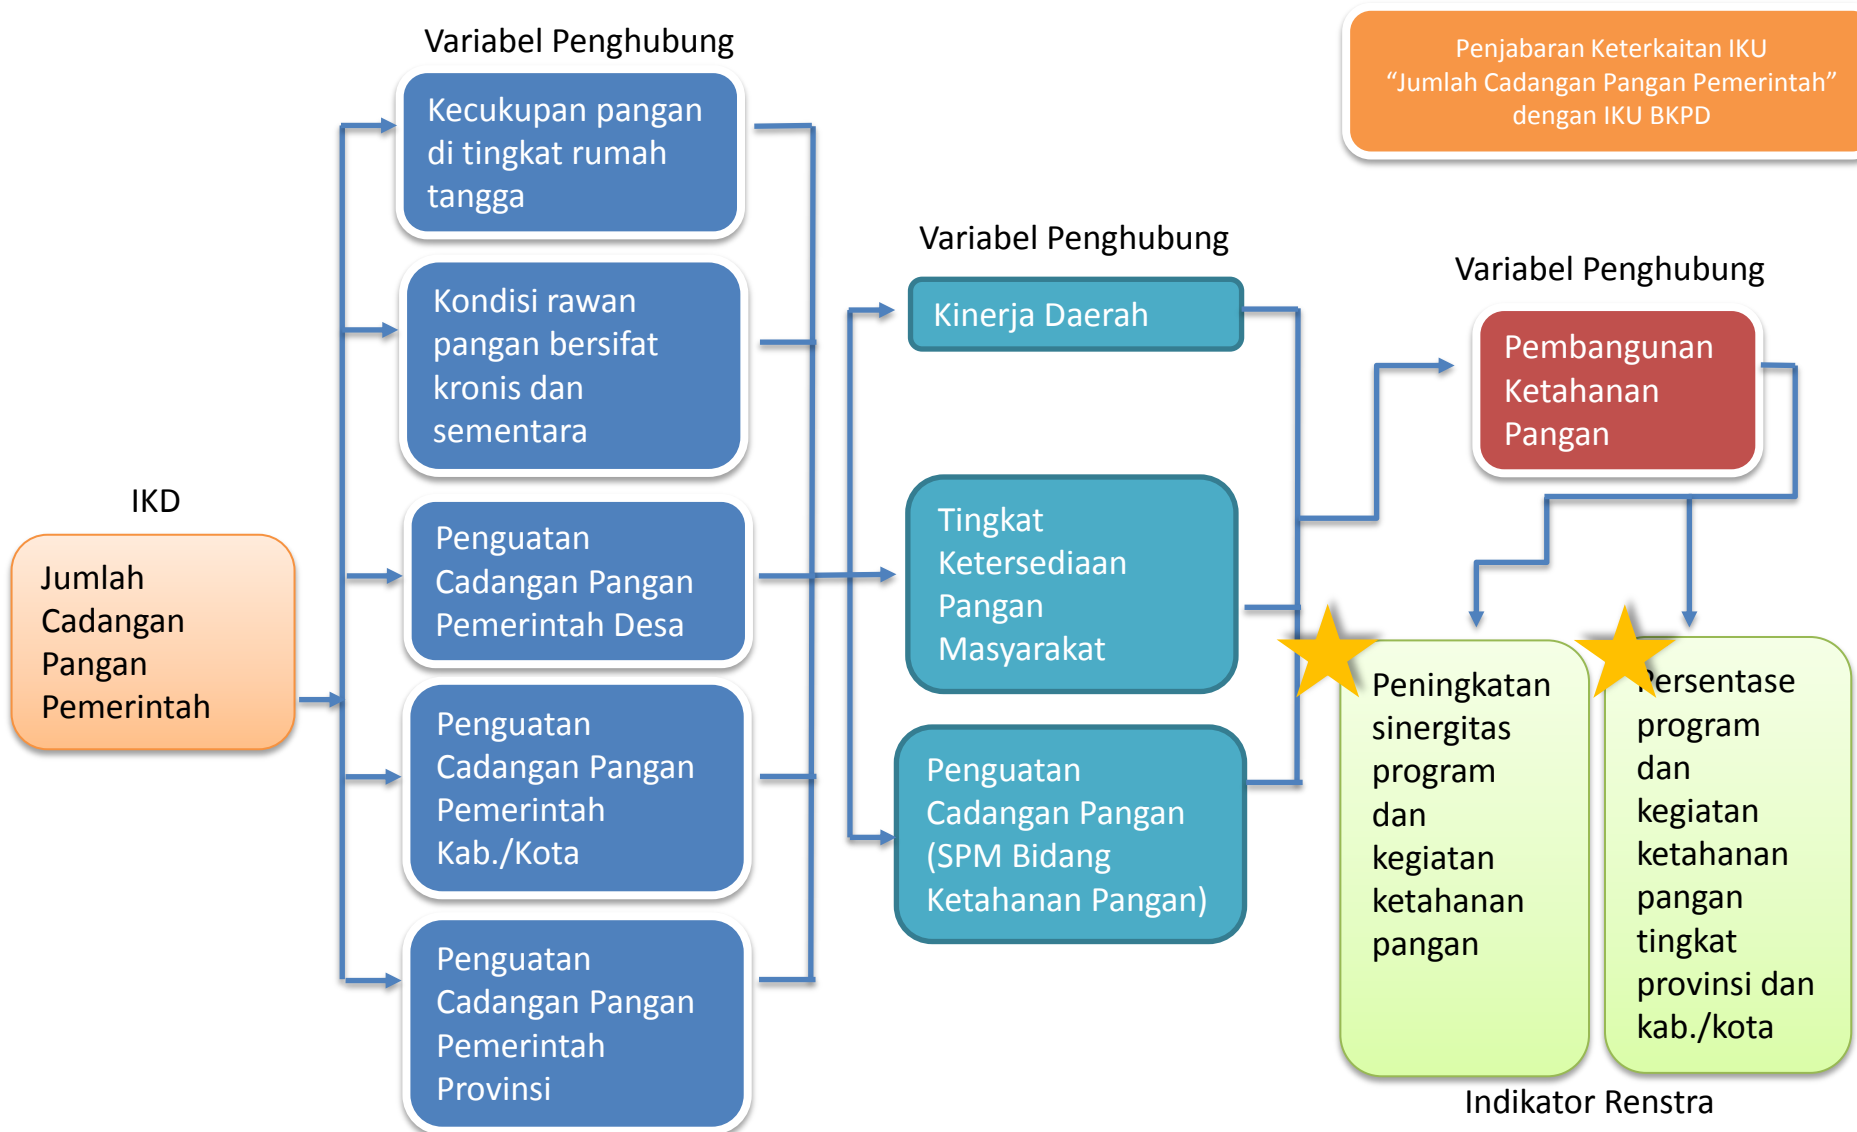 Variabel Penghubung
Penjabaran Keterkaitan IKU
“Jumlah Cadangan Pangan Pemerintah”
dengan IKU BKPD
Kecukupan pangan
di tingkat rumah
tangga
Variabel Penghubung
Variabel Penghubung
Kondisi rawan
pangan bersifat
kronis dan
sementara
Kinerja Daerah
Pembangunan
Ketahanan
Pangan
IKD
Jumlah
Cadangan
Pangan
Pemerintah
Penguatan
Cadangan Pangan
Pemerintah Desa
Tingkat
Ketersediaan
Pangan
Masyarakat
Penguatan
Cadangan Pangan
Pemerintah
Kab./Kota
Penguatan
Cadangan Pangan
(SPM Bidang
Ketahanan Pangan)
Peningkatan
sinergitas
program
dan
kegiatan
ketahanan
pangan
Persentase
program
dan
kegiatan
ketahanan
pangan
tingkat
provinsi dan
kab./kota
Penguatan
Cadangan Pangan
Pemerintah
Provinsi
Indikator Renstra